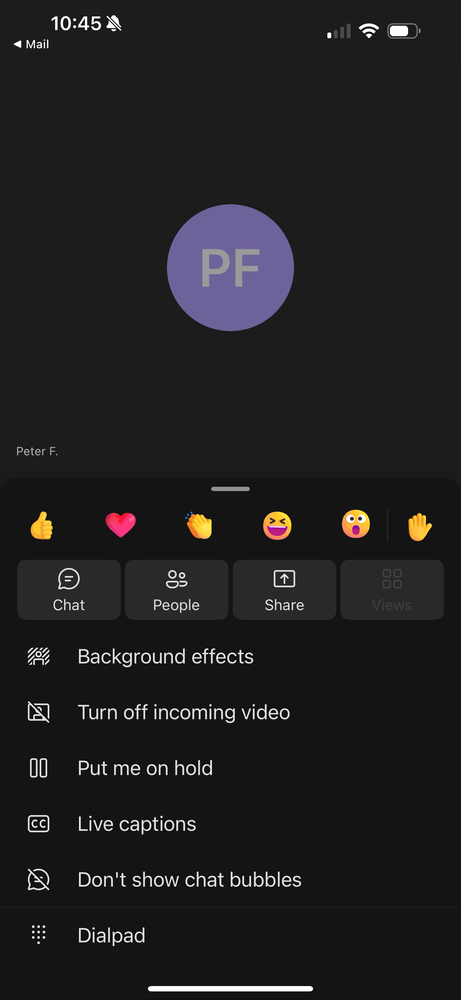 10:45
Mail
PF
Peter F.
Chat
People
Share
Views
Background effects
Turn off incoming video
Put me on hold
CC
Live captions
Don't show chat bubbles
Dialpad